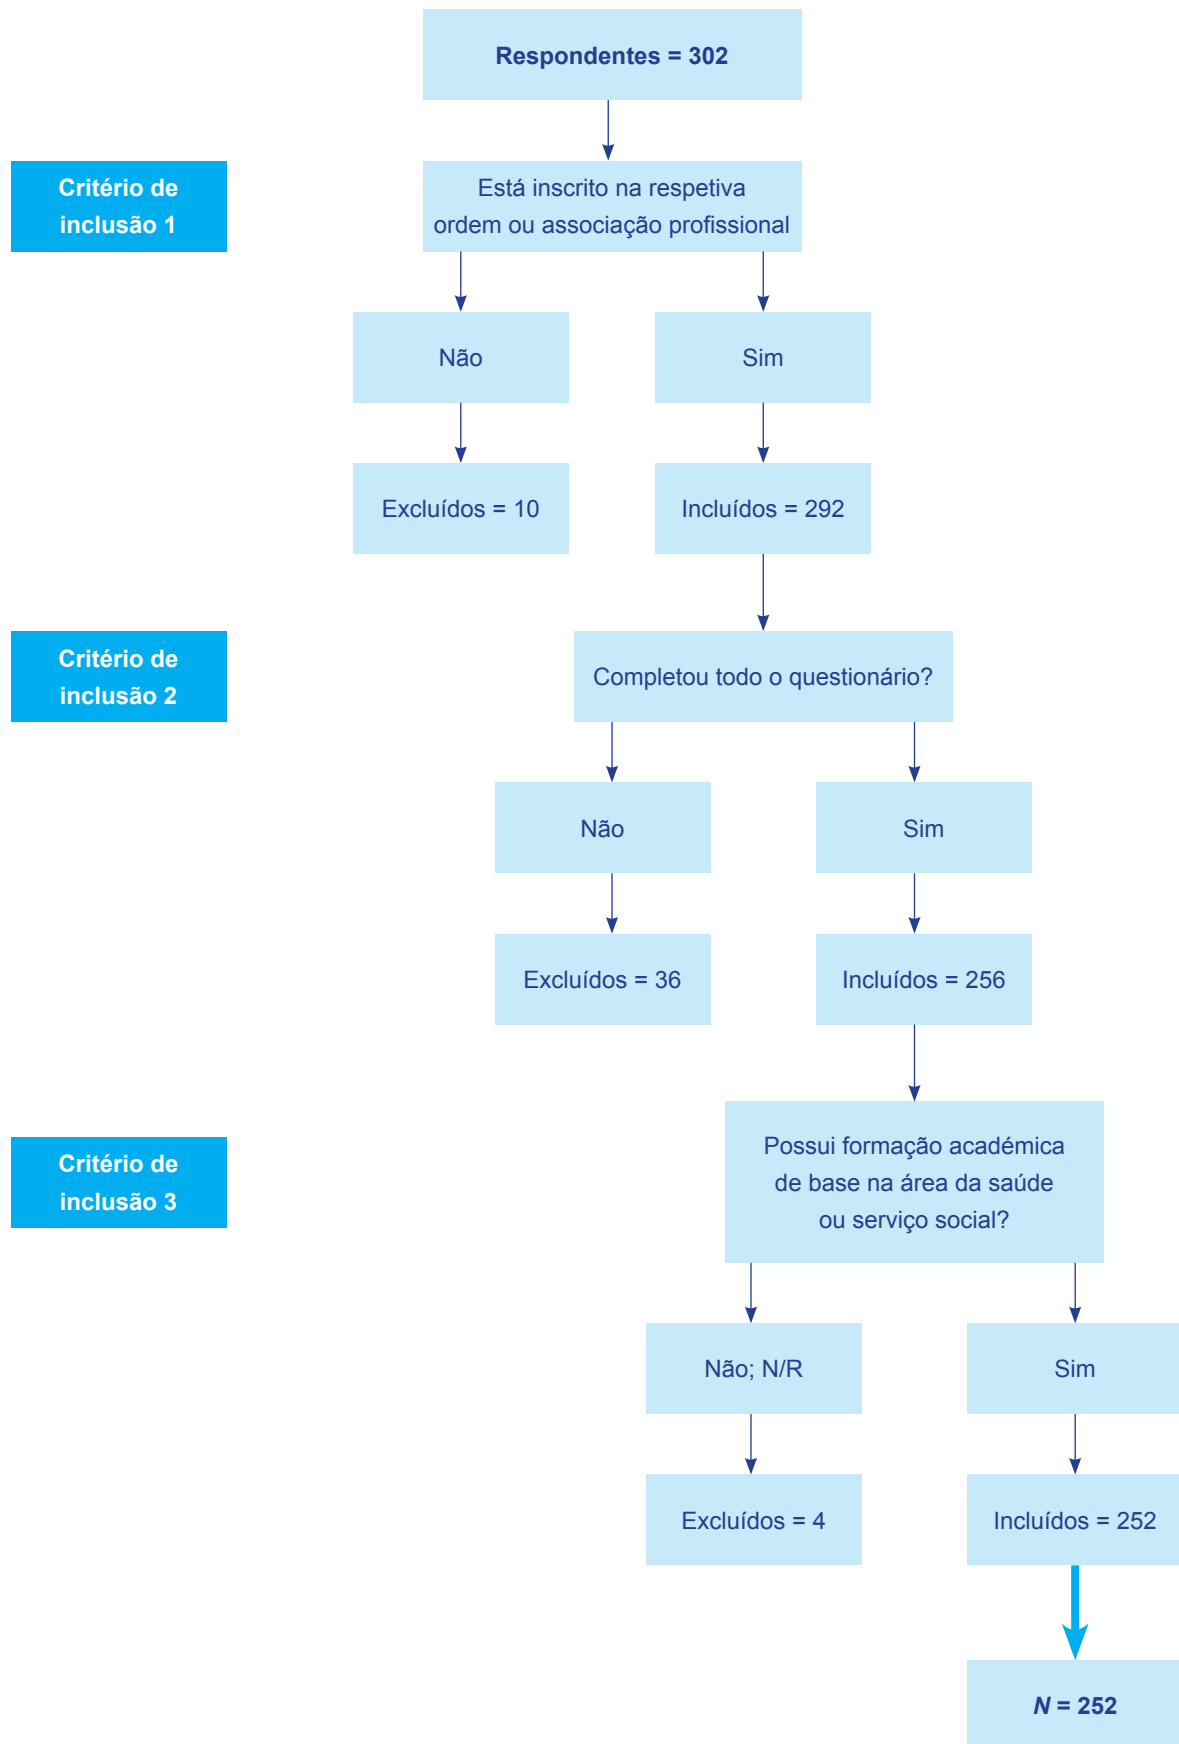 Respondentes = 302
Critério de
inclusão 1
Está inscrito na respetiva
ordem ou associação profissional
Não
Sim
Excluídos = 10
Incluídos = 292
Critério de
inclusão 2
Completou todo o questionário?
Não
Sim
Excluídos = 36
Incluídos = 256
Critério de
inclusão 3
Possui formação académica
de base na área da saúde
ou serviço social?
Não; N/R
Sim
Excluídos = 4
Incluídos = 252
N = 252